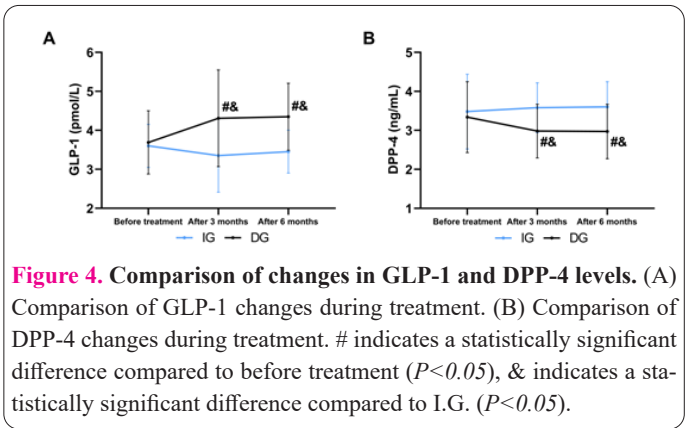 A
B
GLP-1 (pmol/L)
6
5
4
3
2
#&
#&
Before treatment After 3 months After 6 months
IG DG
DPP-4 (ng/mL)
5
4
3
2
1
#&
#&
Before treatment After 3 months After 6 months
IG DG
Figure 4. Comparison of changes in GLP-1 and DPP-4 levels. (A)
Comparison of GLP-1 changes during treatment. (B) Comparison of
DPP-4 changes during treatment. # indicates a statistically significant
difference compared to before treatment (P<0.05), & indicates a sta-
tistically significant difference compared to I.G. (P<0.05).